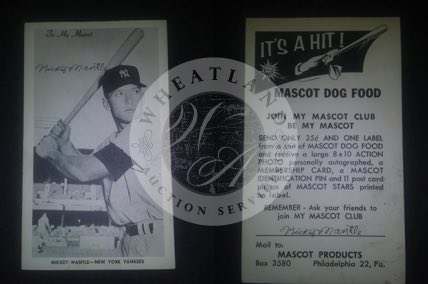 To My Mascot
Mickey Mantle
MICKEY MANTLE—NEW YORK YANKEES
IT'S A HIT!
MASCOT DOG FOOD
JOIN MY MASCOT CLUB
BE MY MASCOT
SEND ONLY 25¢ AND ONE LABEL
from a can of MASCOT DOG FOOD
and receive a large 8x10 ACTION
PHOTO personally autographed, a
MEMBERSHIP CARD, a MASCOT
IDENTIFICATION PIN and 11 post card
photos of MASCOT STARS printed
on label.
REMEMBER - Ask your friends to
join MY MASCOT CLUB
Mickey Mantle
Mail to:
MASCOT PRODUCTS
Box 3580 Philadelphia 22, Pa.
WHEATLAND
WA
AUCTION SERVICES